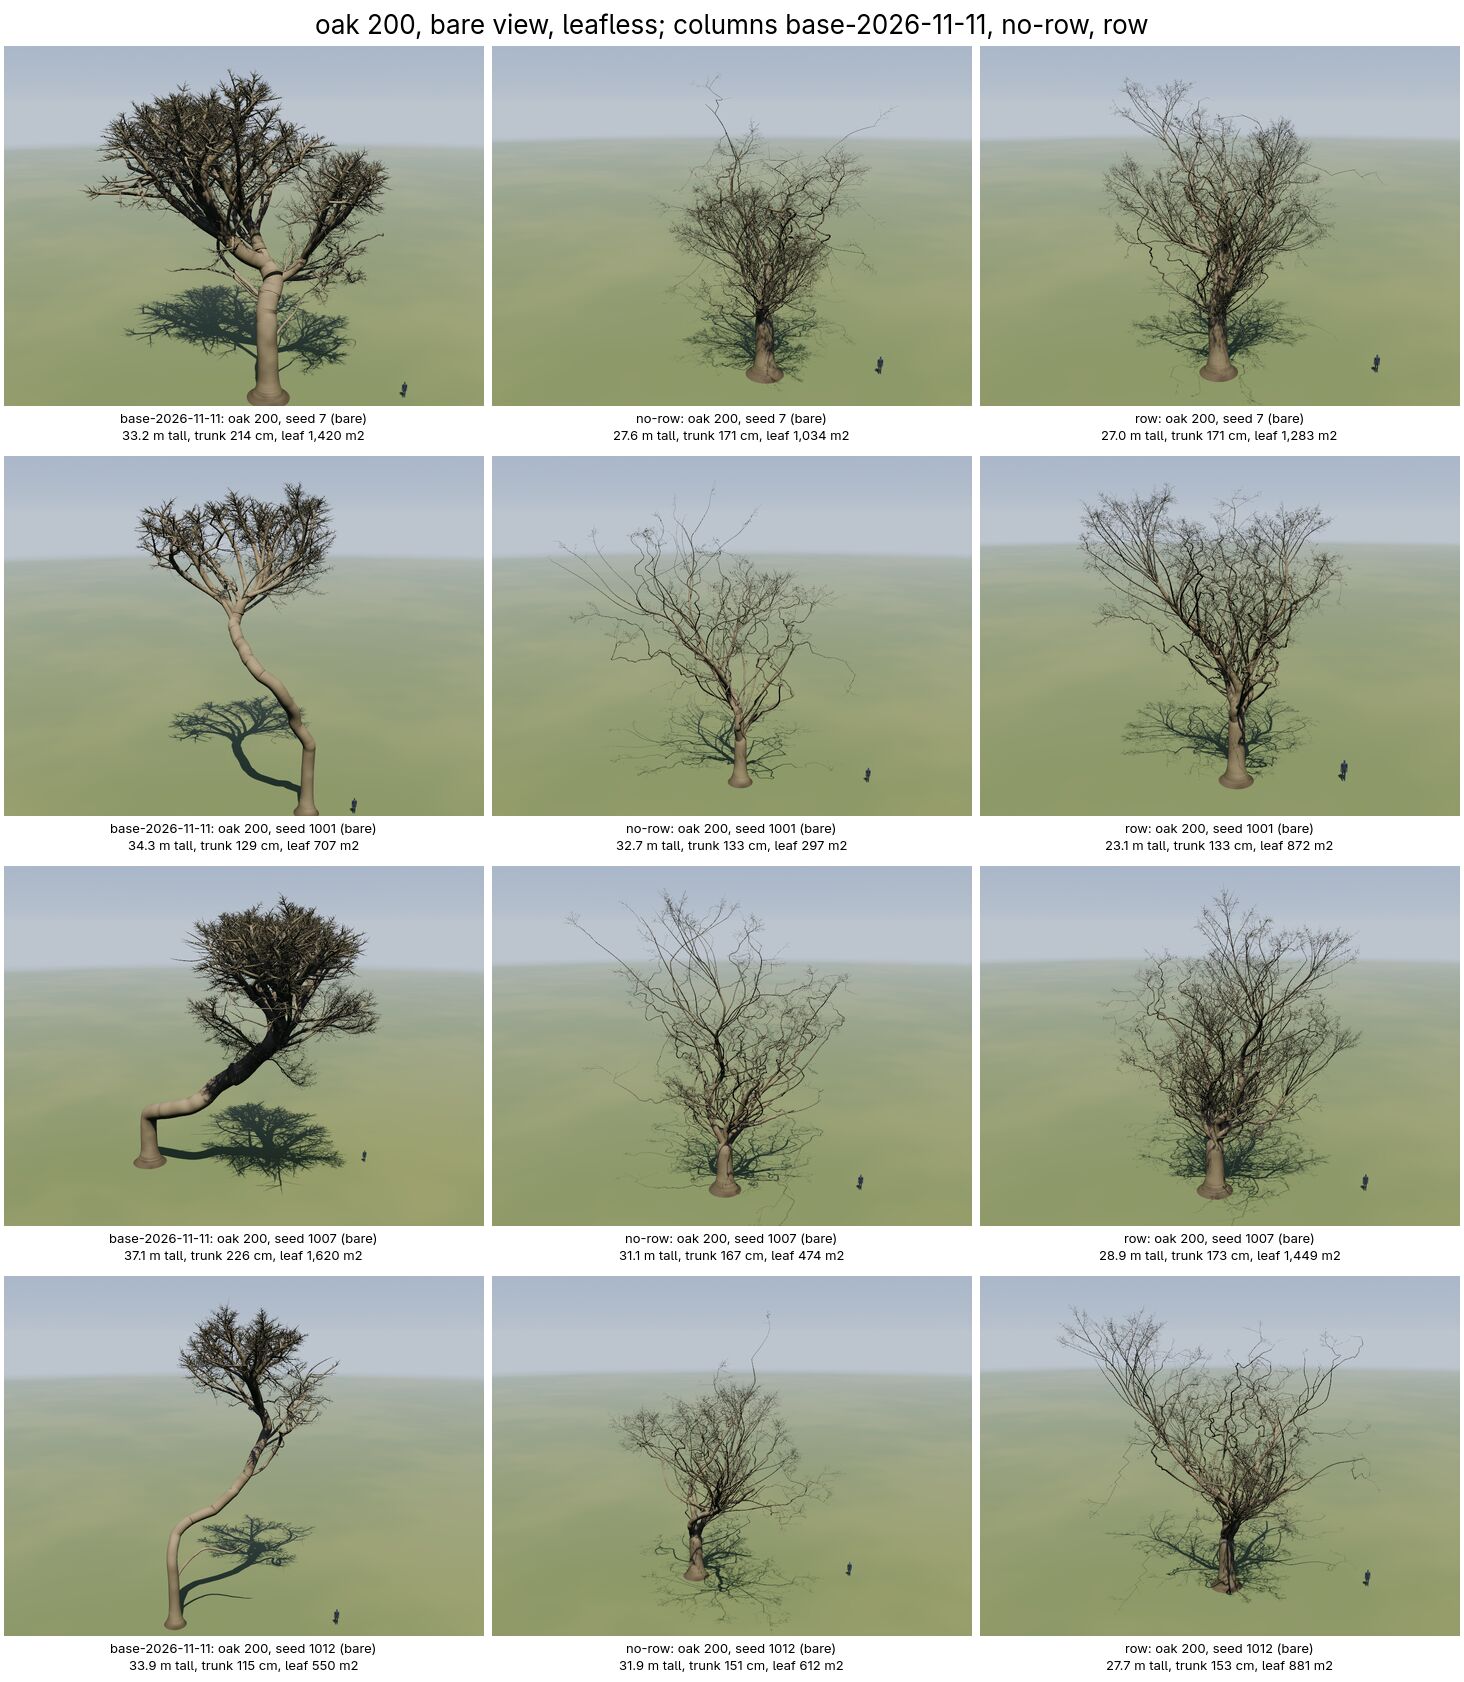 oak 200, bare view, leafless; columns base-2026-11-11, no-row, row
base-2026-11-11: oak 200, seed 7 (bare)
33.2 m tall, trunk 214 cm, leaf 1,420 m2
no-row: oak 200, seed 7 (bare)
27.6 m tall, trunk 171 cm, leaf 1,034 m2
row: oak 200, seed 7 (bare)
27.0 m tall, trunk 171 cm, leaf 1,283 m2
base-2026-11-11: oak 200, seed 1001 (bare)
34.3 m tall, trunk 129 cm, leaf 707 m2
no-row: oak 200, seed 1001 (bare)
32.7 m tall, trunk 133 cm, leaf 297 m2
row: oak 200, seed 1001 (bare)
23.1 m tall, trunk 133 cm, leaf 872 m2
base-2026-11-11: oak 200, seed 1007 (bare)
37.1 m tall, trunk 226 cm, leaf 1,620 m2
no-row: oak 200, seed 1007 (bare)
31.1 m tall, trunk 167 cm, leaf 474 m2
row: oak 200, seed 1007 (bare)
28.9 m tall, trunk 173 cm, leaf 1,449 m2
base-2026-11-11: oak 200, seed 1012 (bare)
33.9 m tall, trunk 115 cm, leaf 550 m2
no-row: oak 200, seed 1012 (bare)
31.9 m tall, trunk 151 cm, leaf 612 m2
row: oak 200, seed 1012 (bare)
27.7 m tall, trunk 153 cm, leaf 881 m2